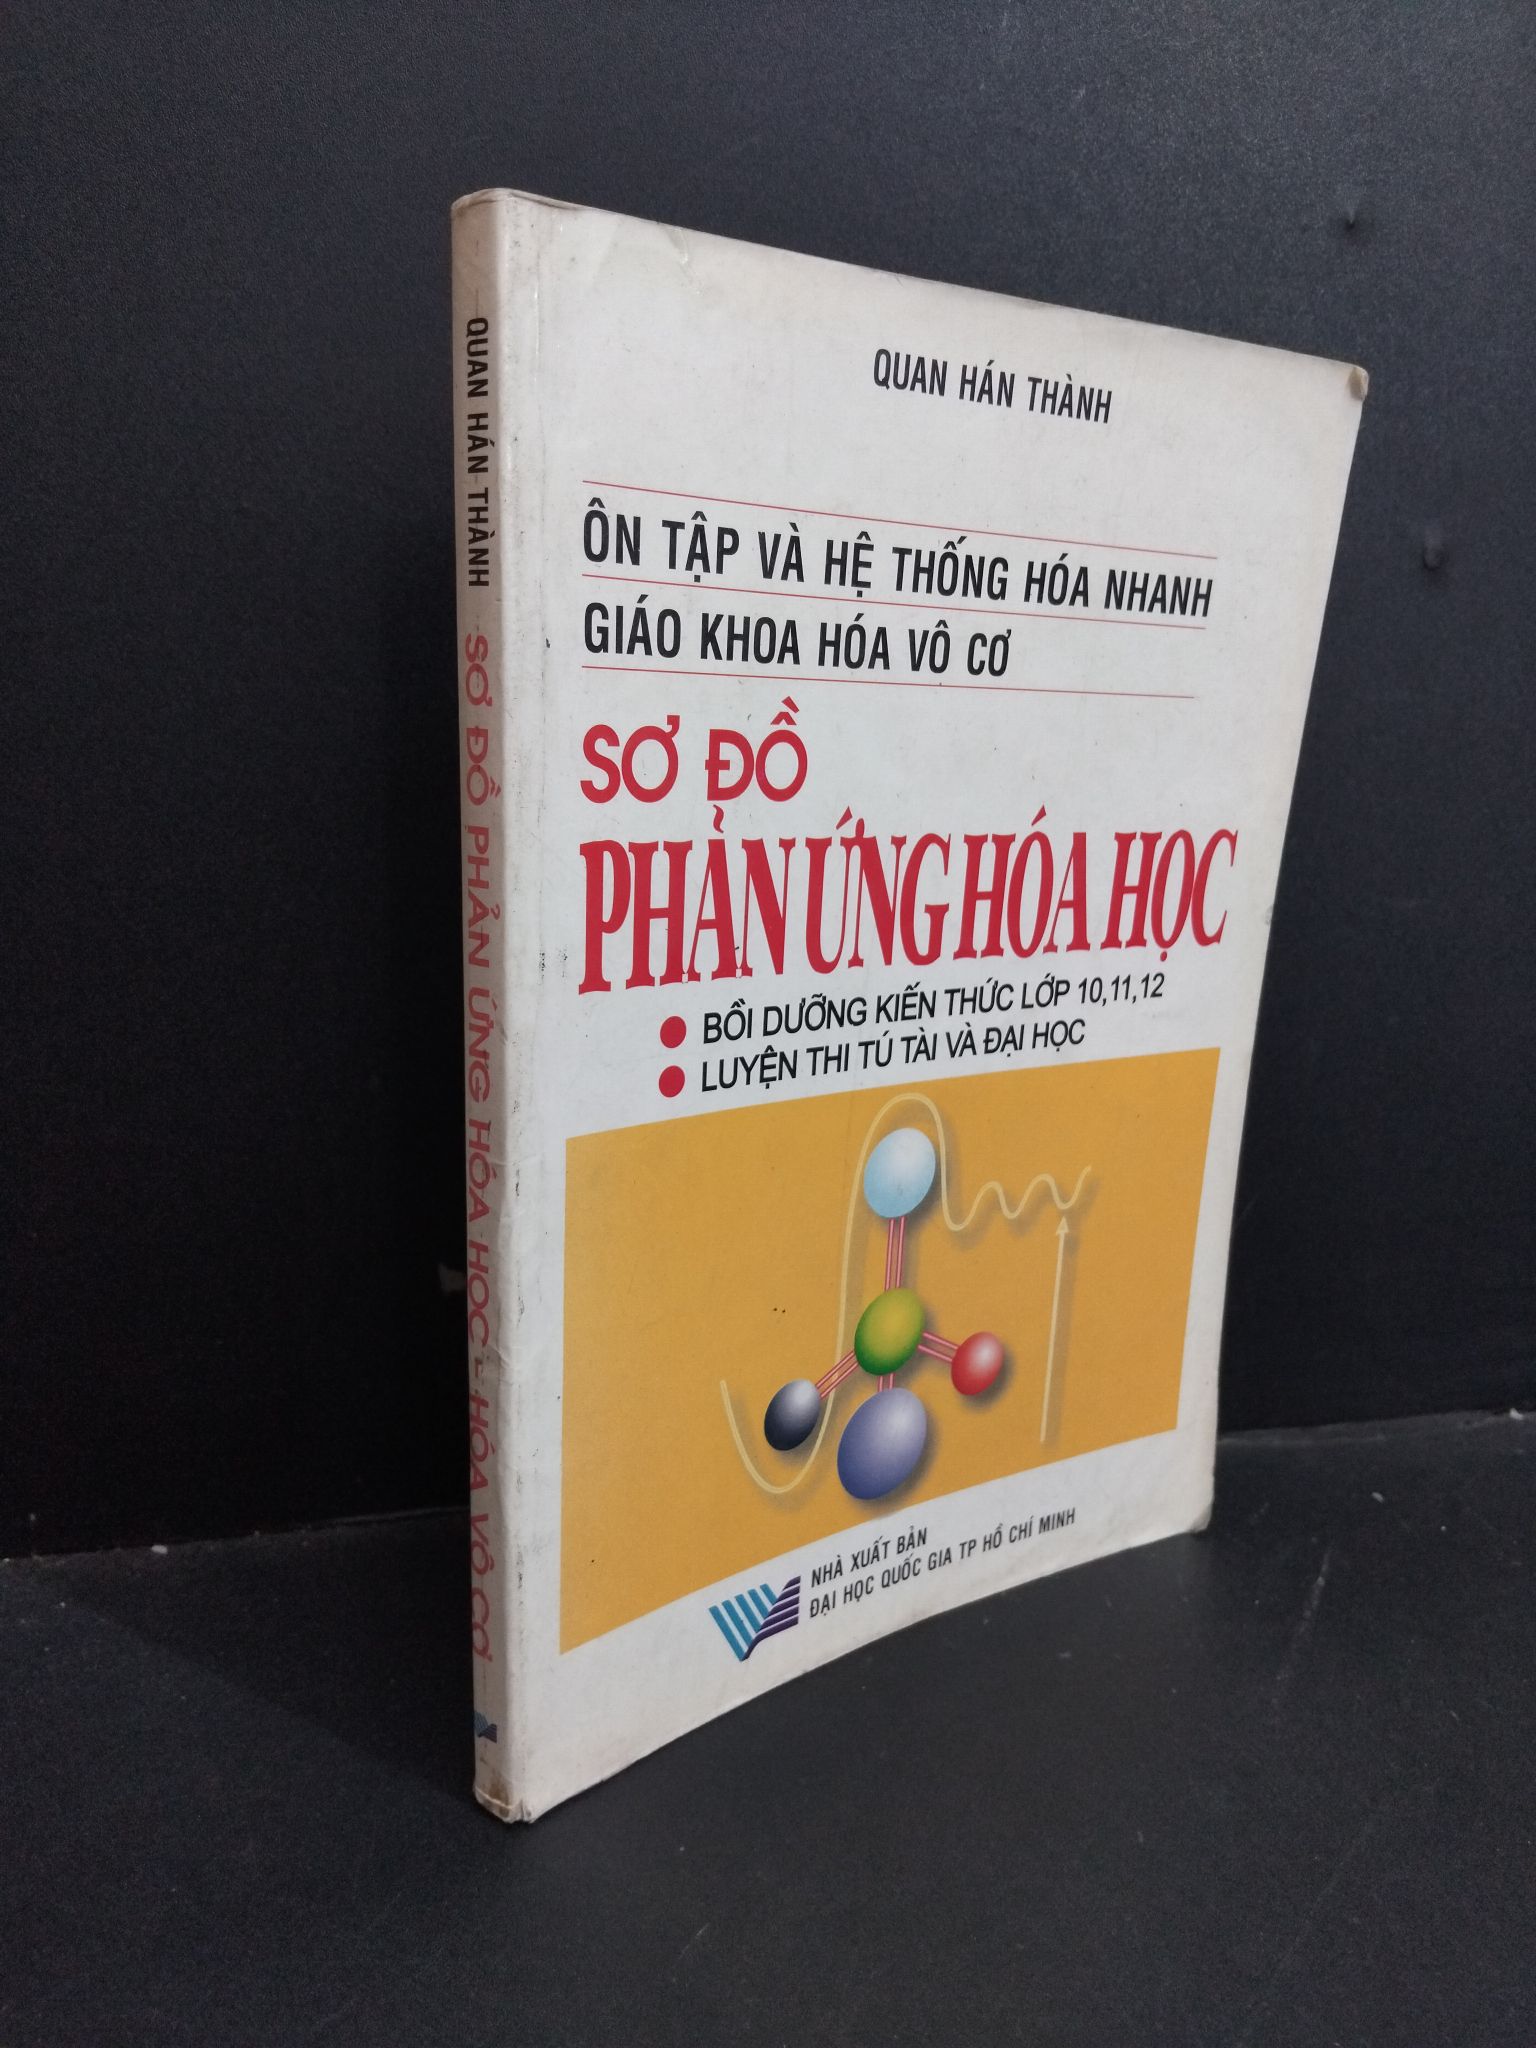 QUAN HÁN THÀNH
ÔN TẬP VÀ HỆ THỐNG HÓA NHANH
GIÁO KHOA HÓA VÔ CƠ
SƠ ĐỒ
PHẢN ỨNG HÓA HỌC
BỒI DƯỠNG KIẾN THỨC LỚP 10,11,12
LUYỆN THI TÚ TÀI VÀ ĐẠI HỌC
NHÀ XUẤT BẢN
ĐẠI HỌC QUỐC GIA TP HỒ CHÍ MINH
QUAN HÁN THÀNH SƠ ĐỒ PHẢN ỨNG HÓA HỌC - HÓA VÔ CƠ